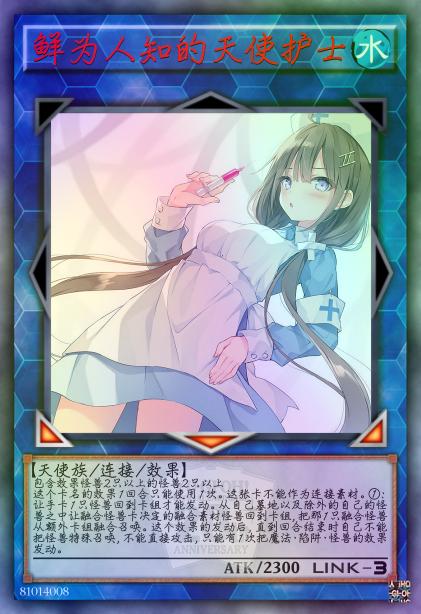 鲜为人知的天使护士 水
【天使族/连接/效果】
包含效果怪兽2只以上的怪兽2只以上
这个卡名的效果1回合只能使用1次。这张卡不能作为连接素材。①:
让手卡1只怪兽回到卡组才能发动。从自己墓地以及除外的自己的怪
兽之中让融合怪兽卡决定的融合素材怪兽回到卡组,把那1只融合怪兽
从额外卡组融合召唤。这个效果的发动后,直到回合结束时自己不能
把怪兽特殊召唤,不能直接攻击,只能有1次把魔法·陷阱·怪兽的效果
发动。
ANNIVERSARY
ATK/2300 LINK-3
81014008